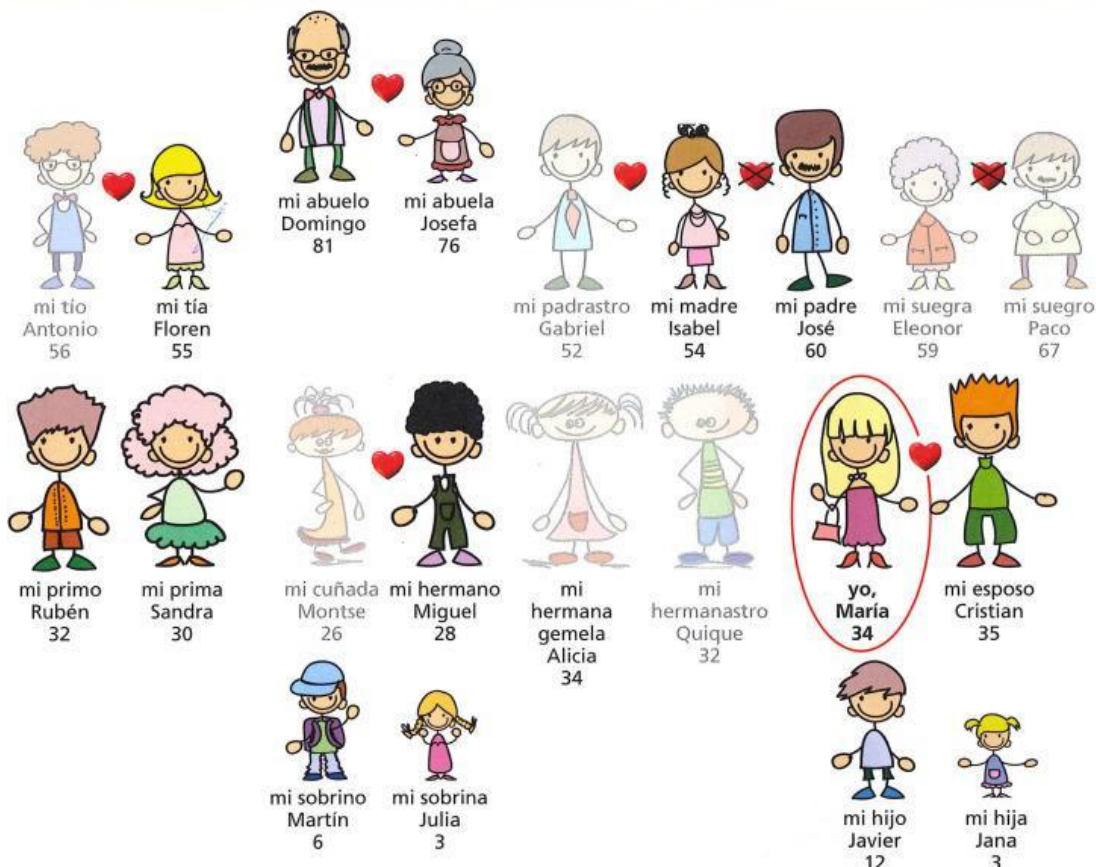 mi abuelo
Domingo
81
mi abuela
Josefa
76
mi tío
Antonio
56
mi tía
Floren
55
mi padrastro
Gabriel
52
mi madre
Isabel
54
mi padre
José
60
mi suegra
Eleonor
59
mi suegro
Paco
67
mi primo
Rubén
32
mi prima
Sandra
30
mi cuñada
Montse
26
mi hermano
Miguel
28
mi
hermana
gemela
Alicia
34
mi
hermanastro
Quique
32
yo,
María
34
mi esposo
Cristian
35
mi sobrino
Martín
6
mi sobrina
Julia
3
mi hijo
Javier
12
mi hija
Jana
3